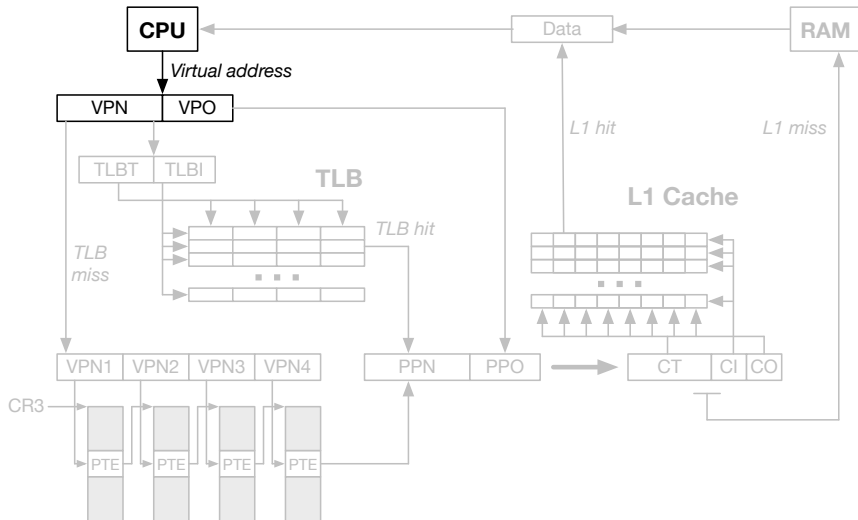 CPU
Data
RAM
Virtual address
VPN VPO
L1 hit
L1 miss
TLBT TLBI
TLB
L1 Cache
TLB hit
TLB
miss
VPN1 VPN2 VPN3 VPN4
PPN PPO
CT CI CO
CR3
PTE PTE PTE PTE